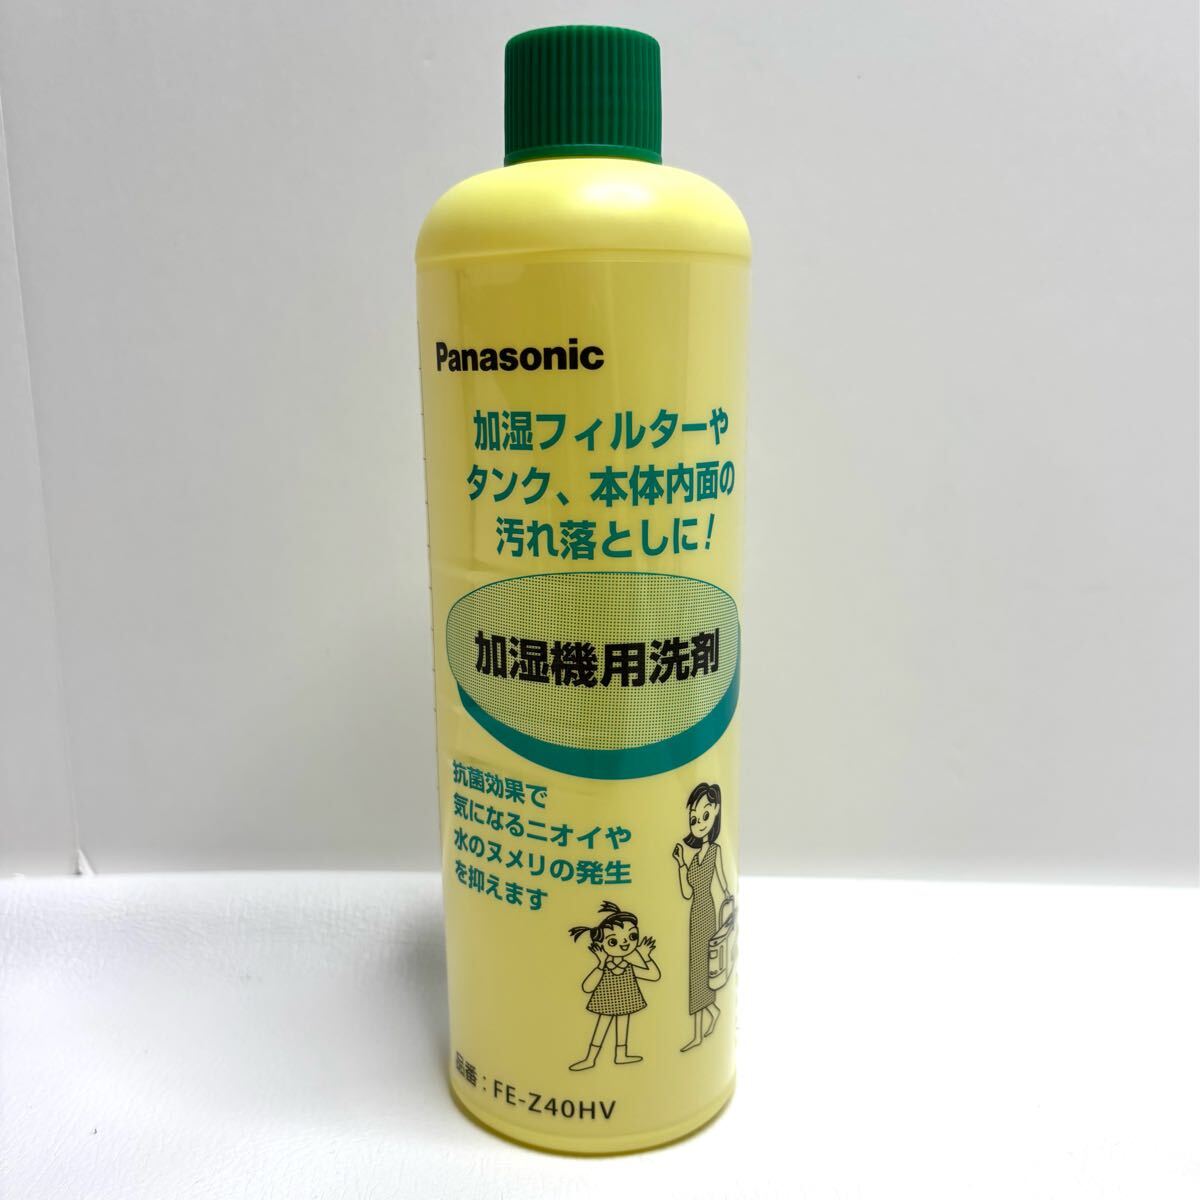 Panasonic
加湿フィルターや
タンク、本体内面の
汚れ落としに!
加湿機用洗剤
抗菌効果で
気になるニオイや
水のヌメリの発生
を抑えます
品番:FE-Z40HV